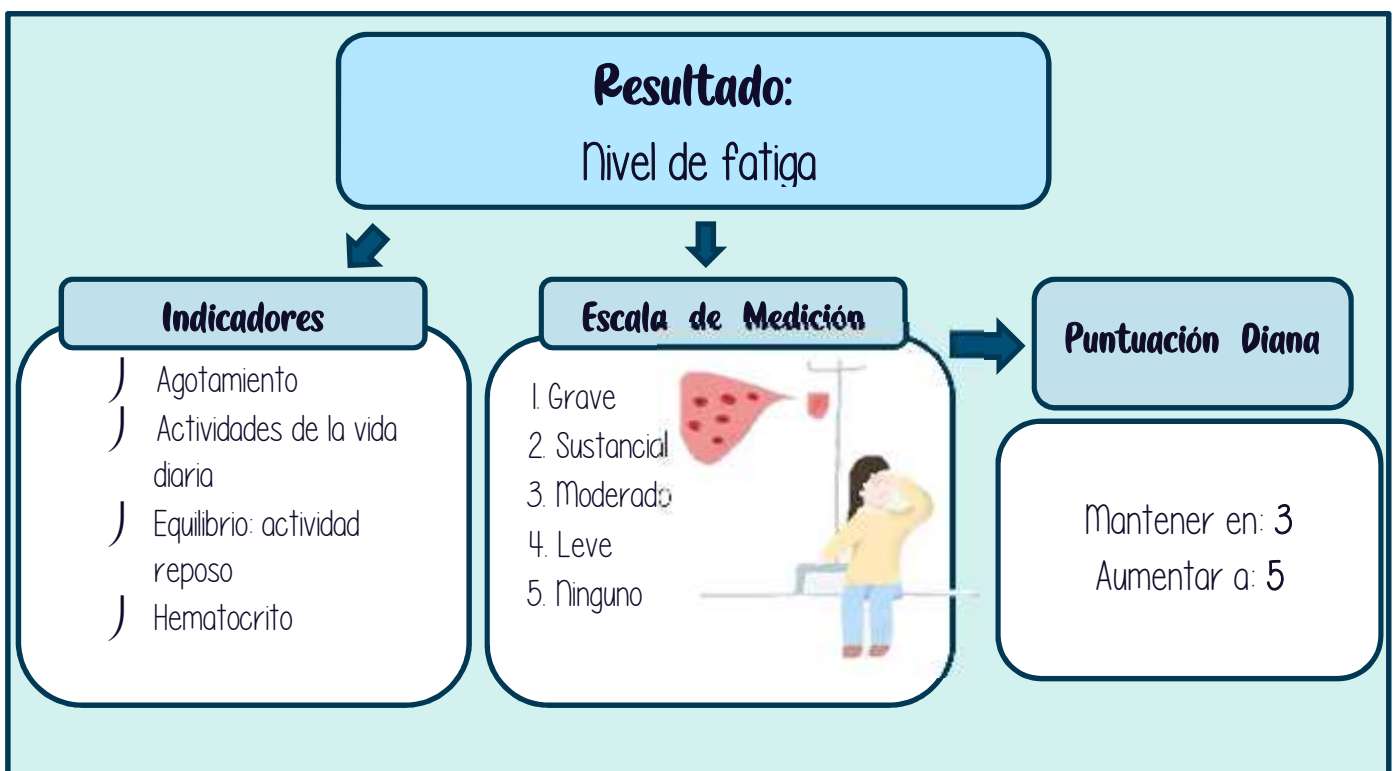 Resultado:
Nivel de fatiga
Indicadores
Agotamiento
Actividades de la vida
diaria
Equilibrio: actividad
reposo
Hematocrito
Escala de Medición
1. Grave
2. Sustancial
3. Moderado
4. Leve
5. Ninguno
Puntuación Diana
Mantener en: 3
Aumentar a: 5